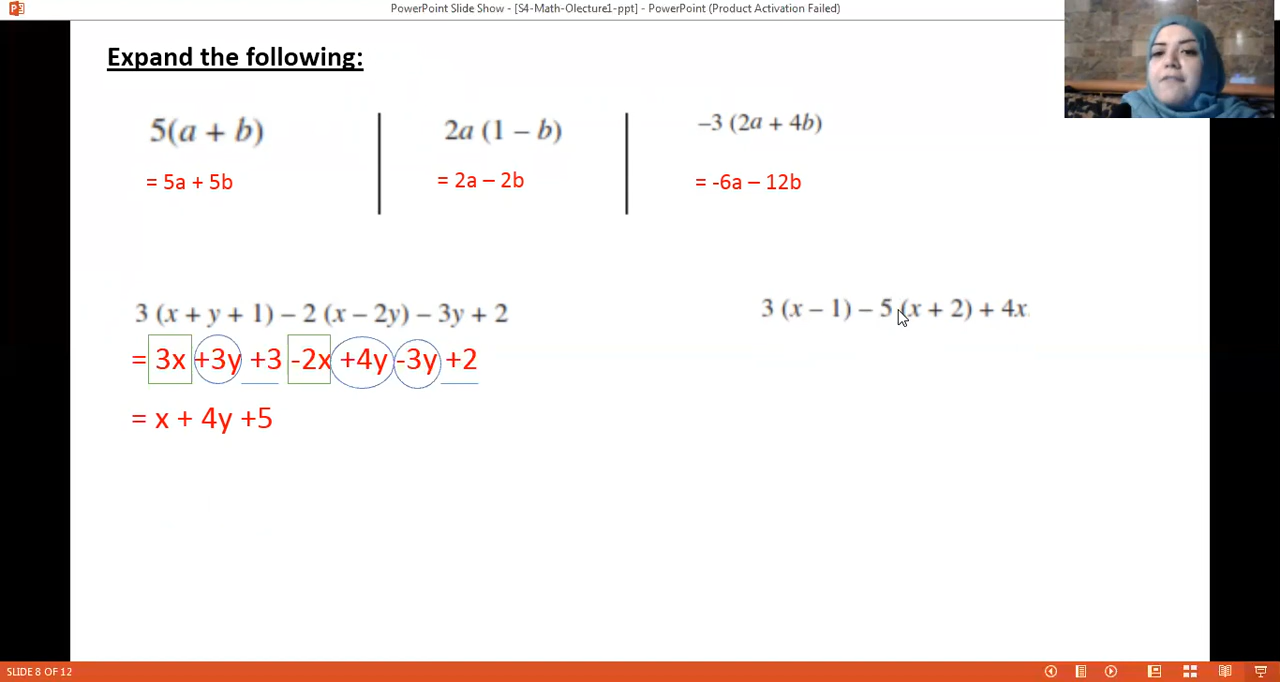 PowerPoint Slide Show - [S4-Math-Olecture1-ppt] - PowerPoint (Product Activation Failed)
Expand the following:
5(a + b)
= 5a + 5b
2a (1 – b)
= 2a – 2b
–3 (2a + 4b)
= -6a – 12b
3 (x + y + 1) – 2 (x – 2y) – 3y + 2
= 3x +3y +3 -2x +4y -3y +2
= x + 4y +5
3 (x – 1) – 5 (x + 2) + 4x
SLIDE 8 OF 12